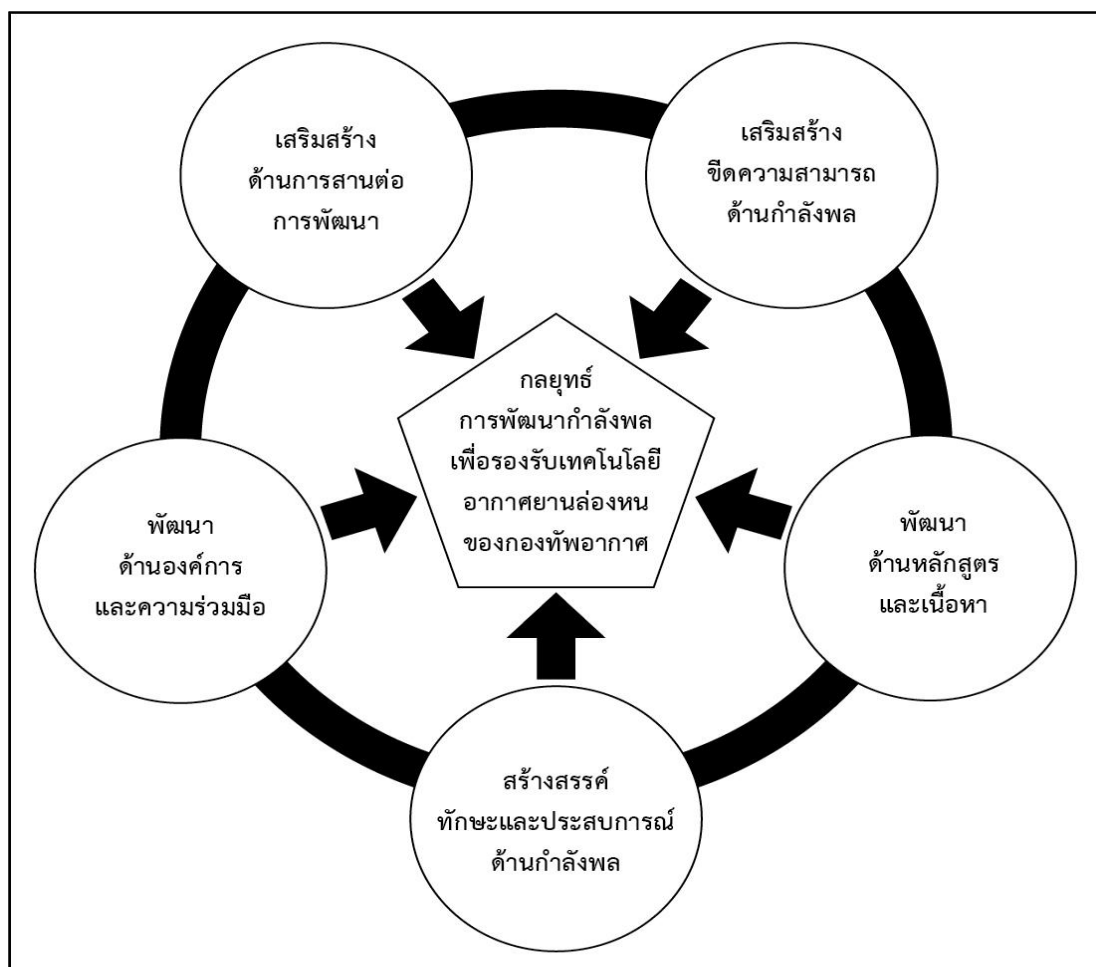 เสริมสร้าง
ด้านการสานต่อ
การพัฒนา
เสริมสร้าง
ขีดความสามารถ
ด้านกำลังพล
กลยุทธ์
การพัฒนากำลังพล
เพื่อรองรับเทคโนโลยี
อากาศยานล่องหน
ของกองทัพอากาศ
พัฒนา
ด้านองค์การ
และความร่วมมือ
พัฒนา
ด้านหลักสูตร
และเนื้อหา
สร้างสรรค์
ทักษะและประสบการณ์
ด้านกำลังพล